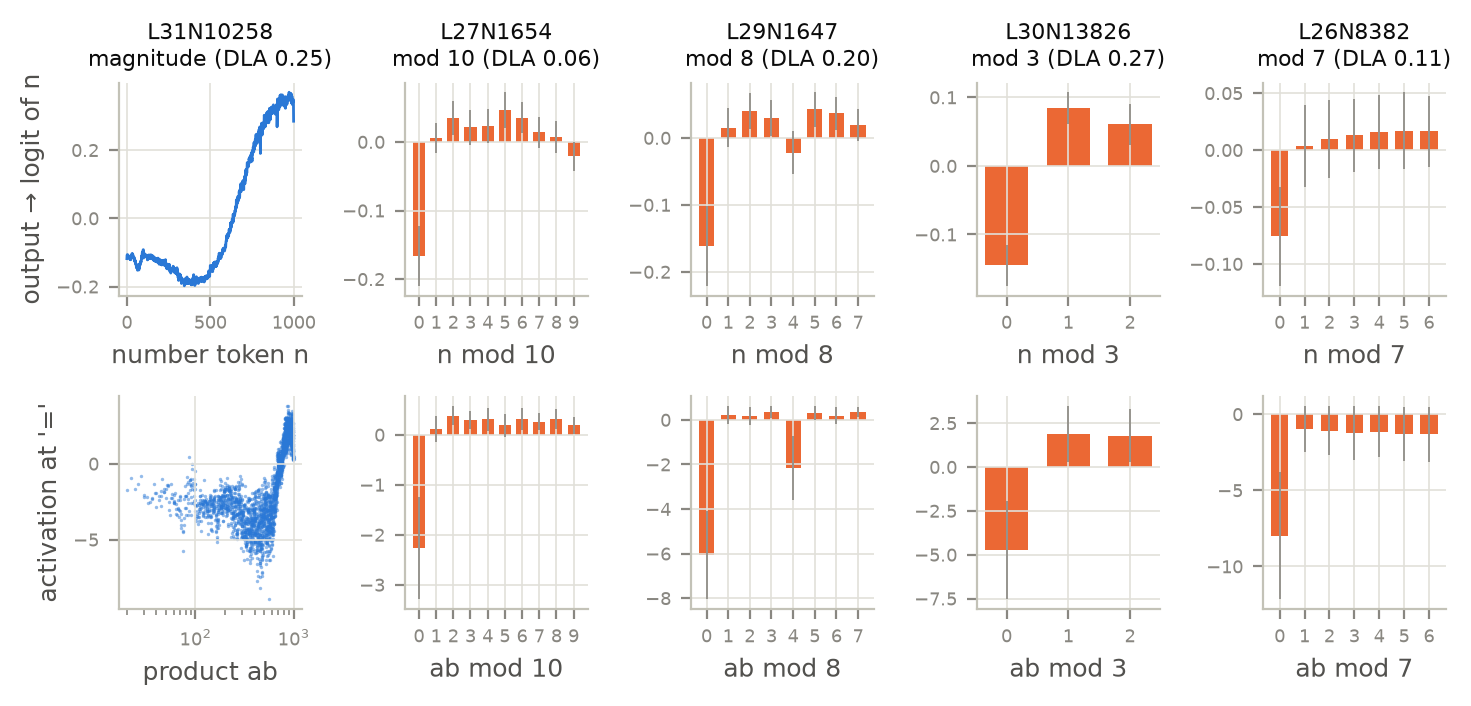 L31N10258
magnitude (DLA 0.25)
L27N1654
mod 10 (DLA 0.06)
L29N1647
mod 8 (DLA 0.20)
L30N13826
mod 3 (DLA 0.27)
L26N8382
mod 7 (DLA 0.11)
output → logit of n
0.2
0.0
−0.2
0 500 1000
number token n
0.0
−0.1
−0.2
0 1 2 3 4 5 6 7 8 9
n mod 10
0.0
−0.1
−0.2
0 1 2 3 4 5 6 7
n mod 8
0.1
0.0
−0.1
0 1 2
n mod 3
0.05
0.00
−0.05
−0.10
0 1 2 3 4 5 6
n mod 7
activation at '='
0
−5
10² 10³
product ab
0
−1
−2
−3
0 1 2 3 4 5 6 7 8 9
ab mod 10
0
−2
−4
−6
−8
0 1 2 3 4 5 6 7
ab mod 8
2.5
0.0
−2.5
−5.0
−7.5
0 1 2
ab mod 3
0
−5
−10
0 1 2 3 4 5 6
ab mod 7